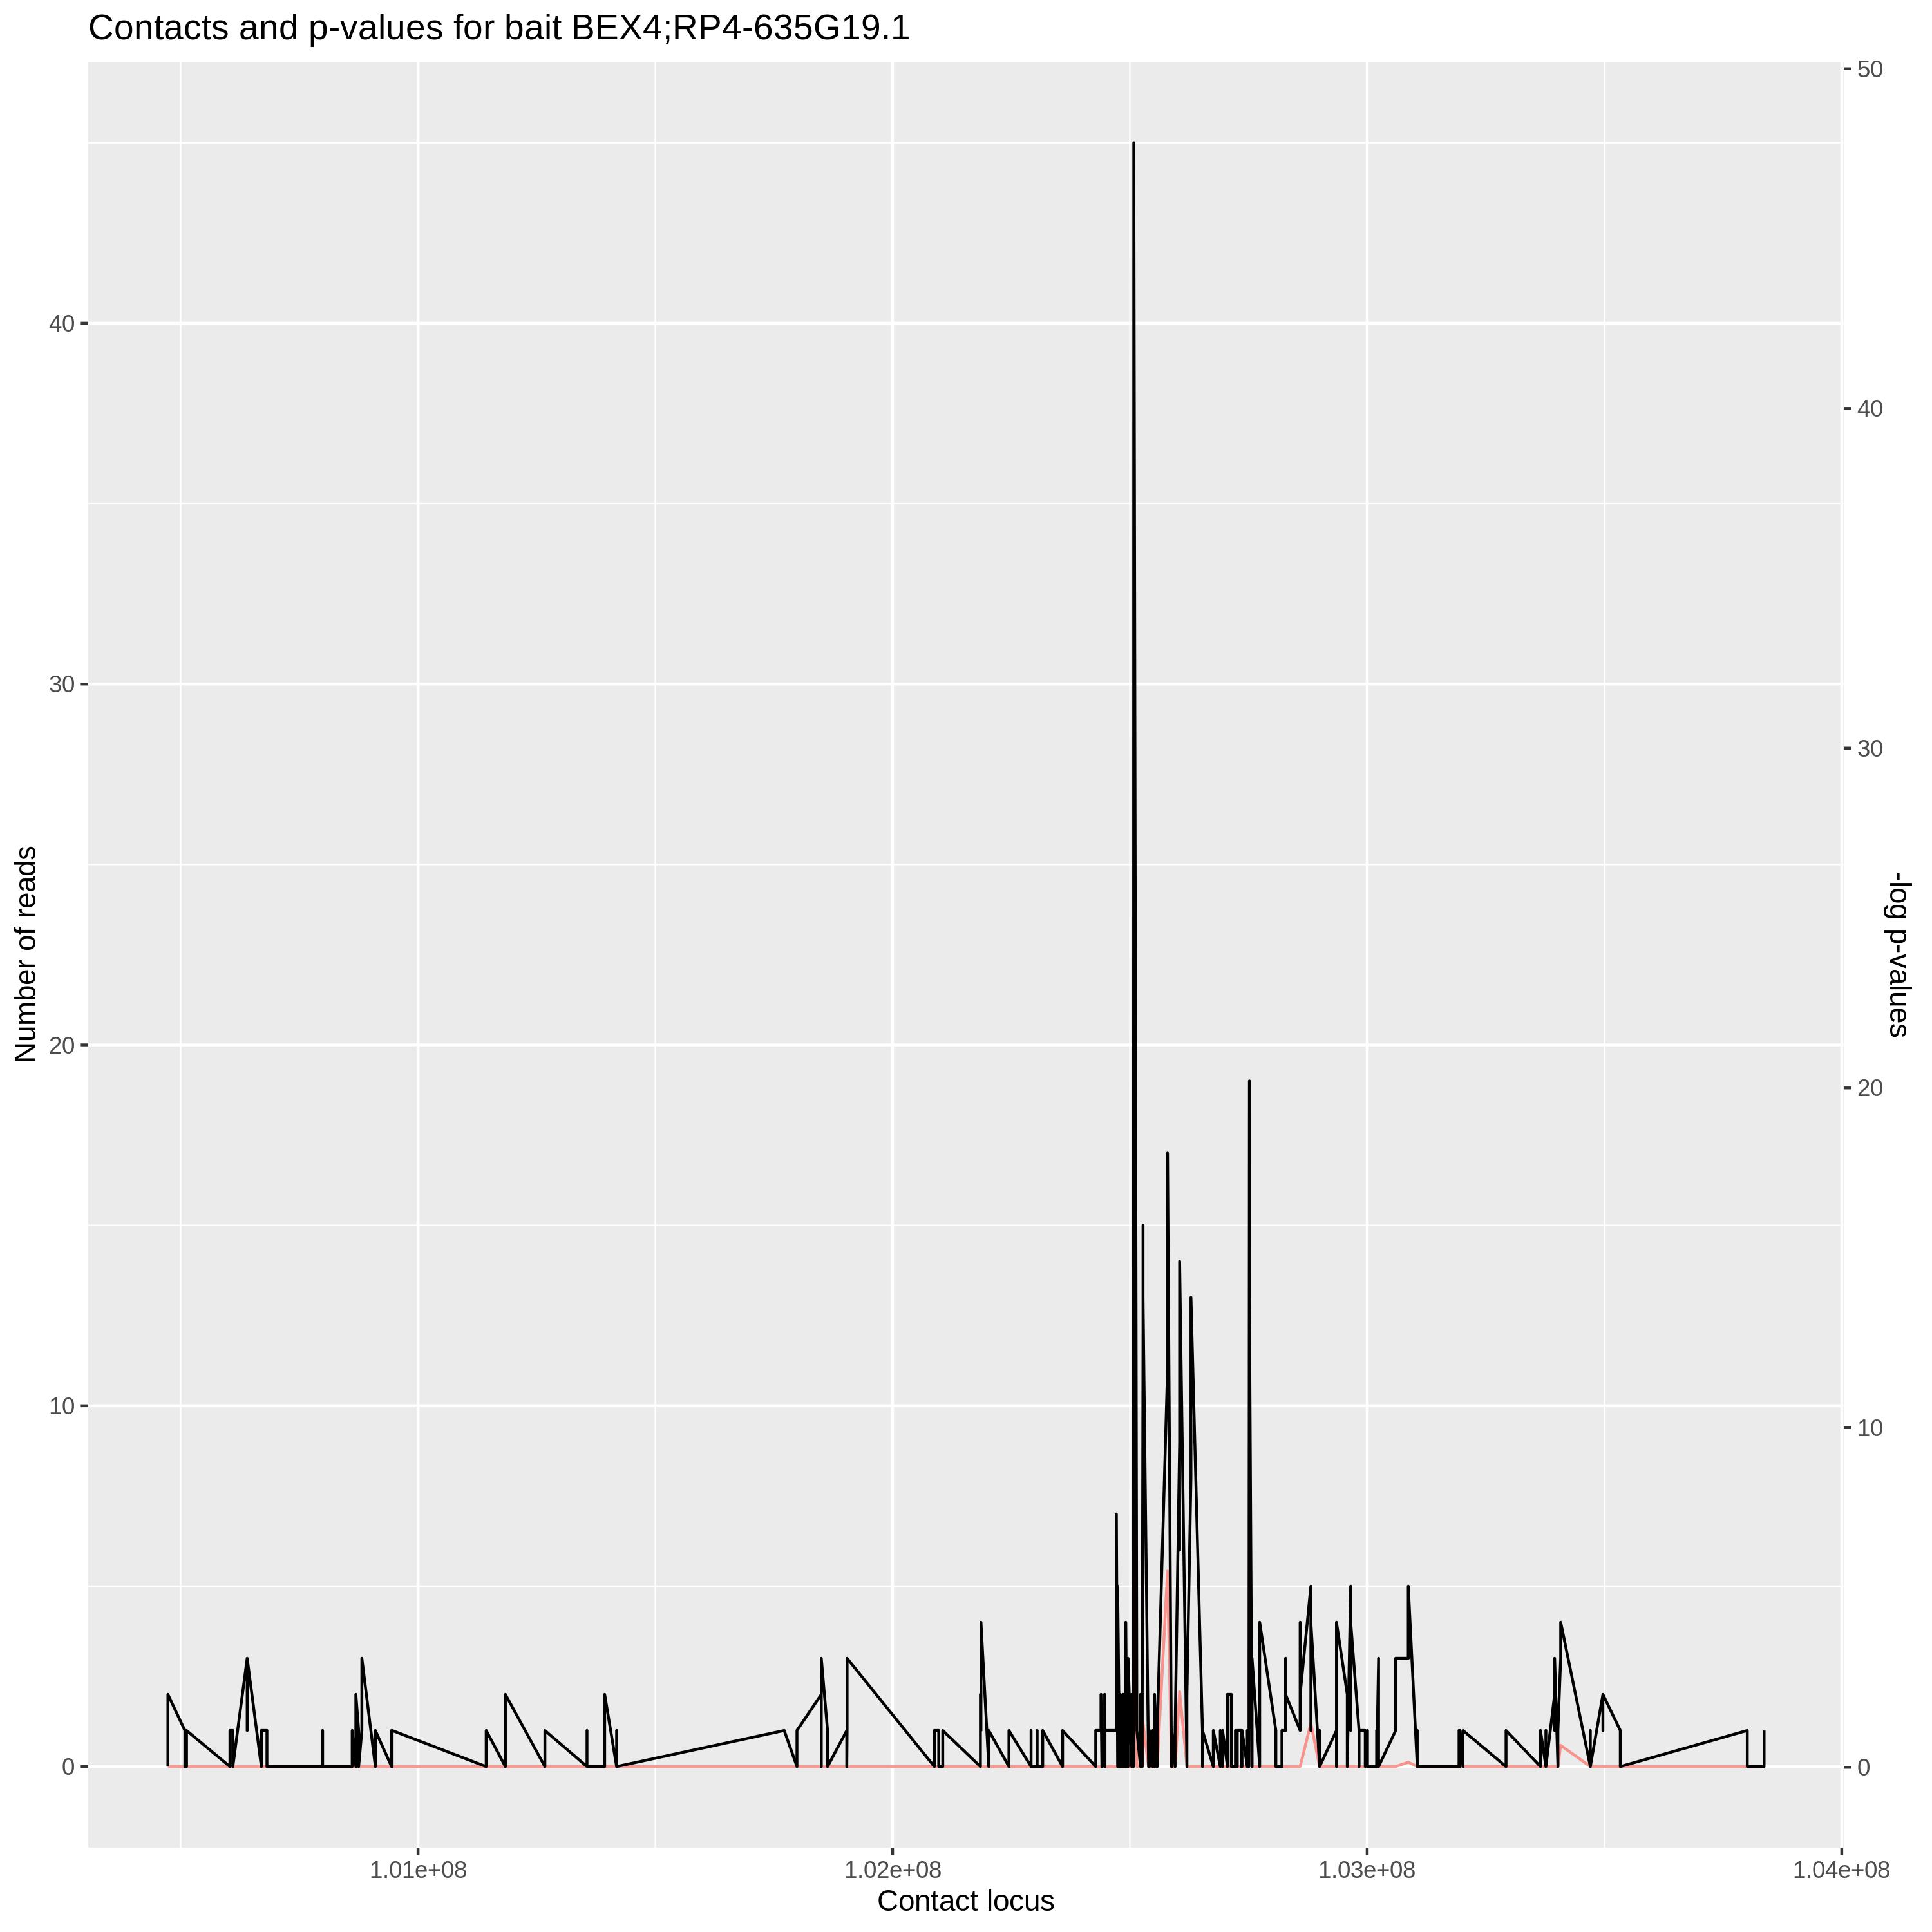 Contacts and p-values for bait BEX4;RP4-635G19.1
50
40
40
30
30
20
20
10
10
0
0
Number of reads
-log p-values
1.01e+08
1.02e+08
1.03e+08
1.04e+08
Contact locus